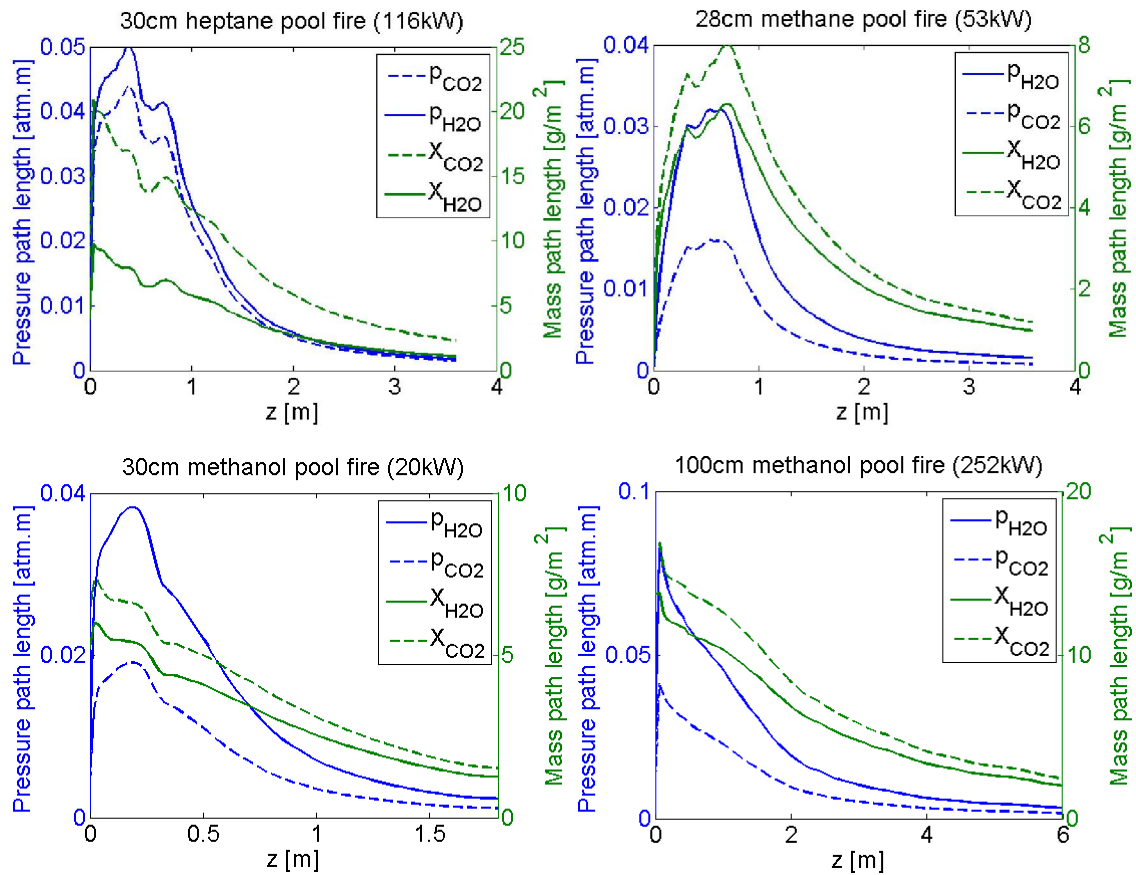 30cm heptane pool fire (116kW)
Pressure path length [atm.m]
0.05
0.04
0.03
0.02
0.01
0
25
20
15
10
5
0
Mass path length [g/m²]
pCO2
pH2O
XCO2
XH2O
0 1 2 3 4
z [m]
28cm methane pool fire (53kW)
Pressure path length [atm.m]
0.04
0.03
0.02
0.01
0
8
6
4
2
0
Mass path length [g/m²]
pH2O
pCO2
XH2O
XCO2
0 1 2 3 4
z [m]
30cm methanol pool fire (20kW)
Pressure path length [atm.m]
0.04
0.02
0
10
5
0
Mass path length [g/m²]
pH2O
pCO2
XH2O
XCO2
0 0.5 1 1.5
z [m]
100cm methanol pool fire (252kW)
Pressure path length [atm.m]
0.1
0.05
0
20
10
0
Mass path length [g/m²]
pH2O
pCO2
XH2O
XCO2
0 2 4 6
z [m]